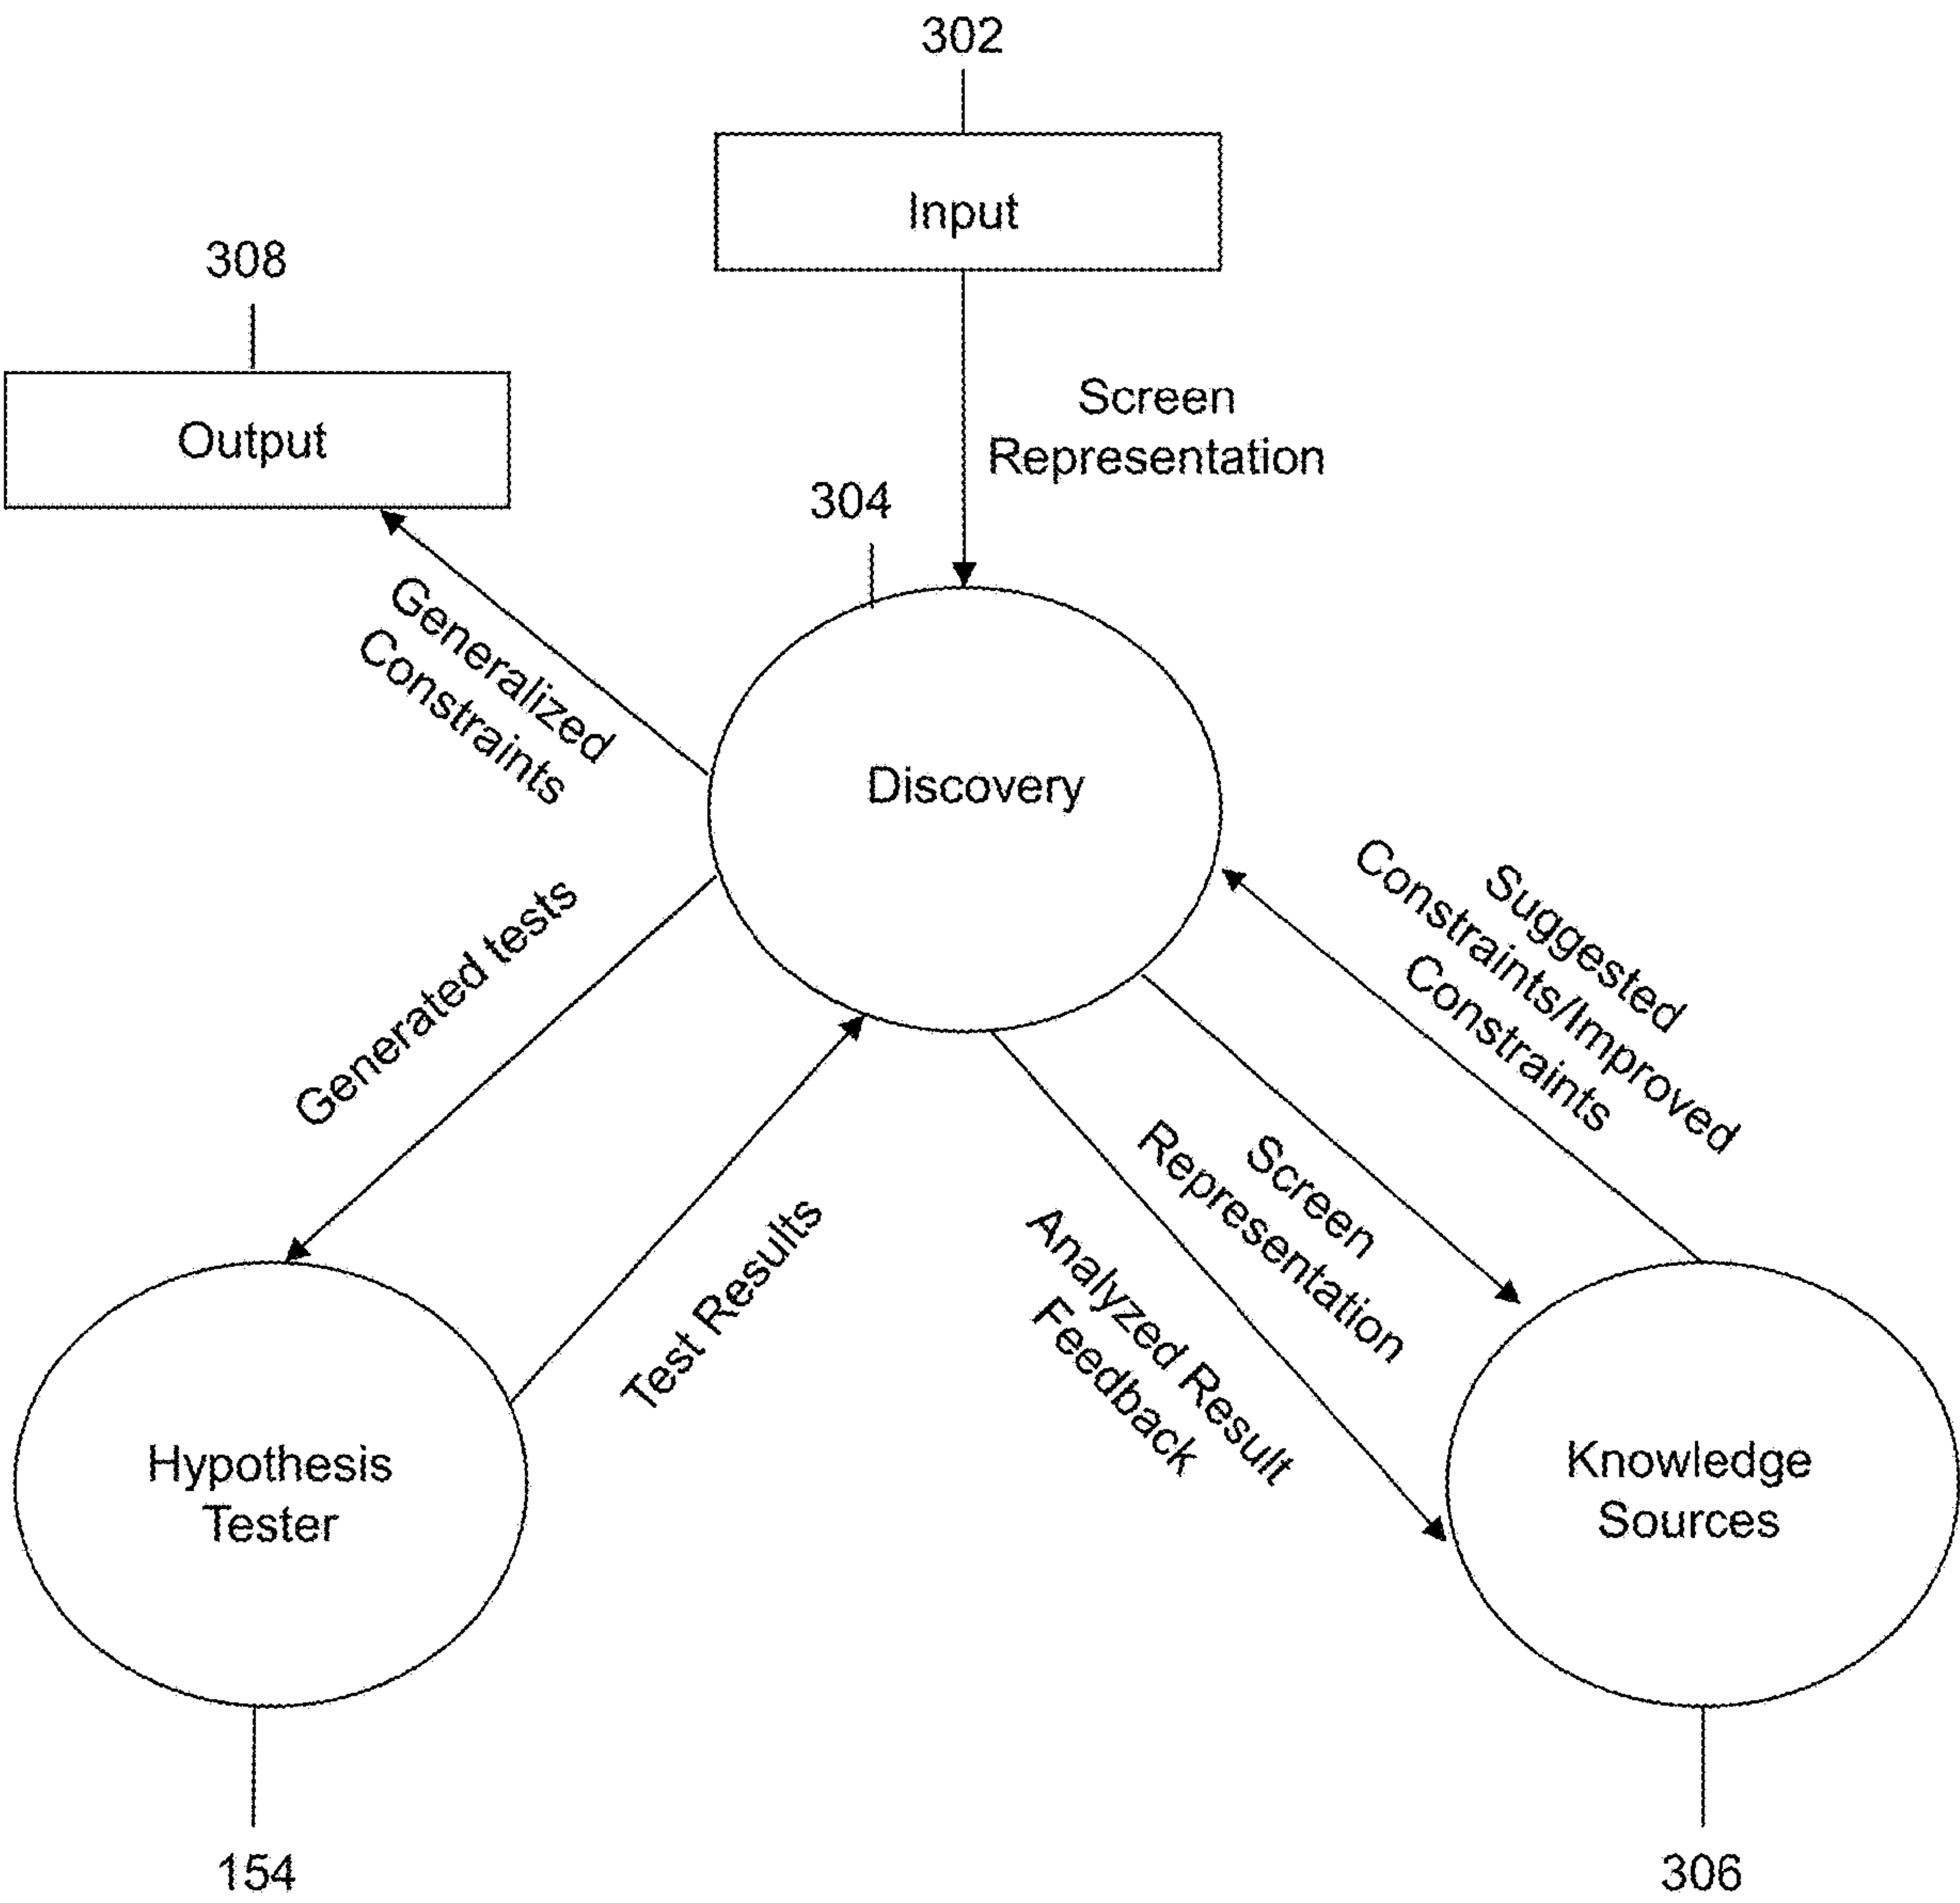 302
Input
308
Output
Screen
Representation
304
Generalized
Constraints
Discovery
Suggested
Constraints/Improved
Constraints
Generated tests
Test Results
Screen
Representation
Analyzed Result
Feedback
Hypothesis
Tester
Knowledge
Sources
154
306